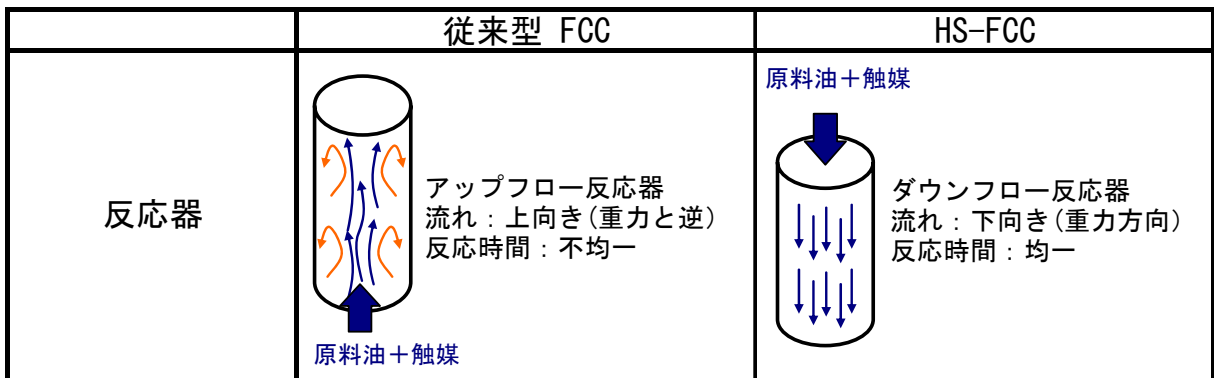 従来型 FCC
HS-FCC
反応器
アップフロー反応器
流れ：上向き(重力と逆)
反応時間：不均一
原料油＋触媒
原料油＋触媒
ダウンフロー反応器
流れ：下向き(重力方向)
反応時間：均一